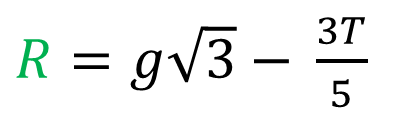 R = g√3 − 3T/5